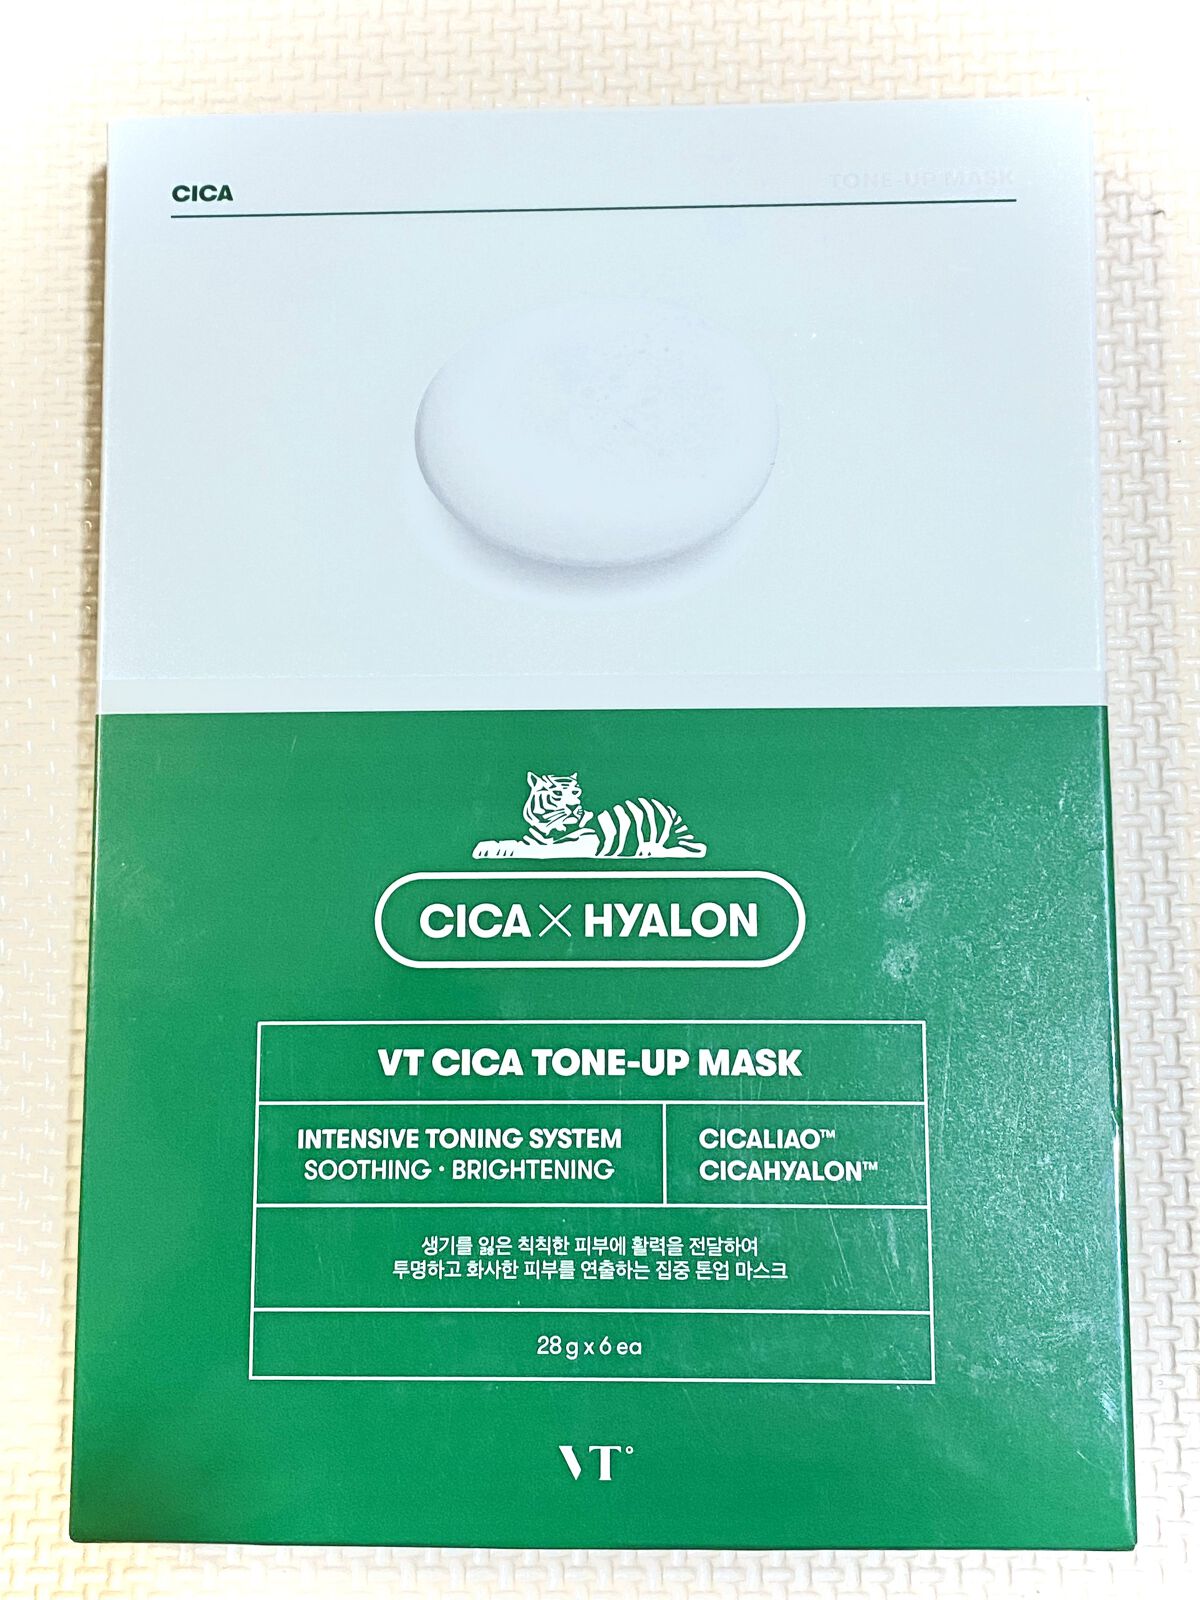 CICA
TONE-UP MASK
CICA X HYALON
VT CICA TONE-UP MASK
INTENSIVE TONING SYSTEM
SOOTHING · BRIGHTENING
CICALIAO™
CICAHYALON™
생기를 잃은 칙칙한 피부에 활력을 전달하여
투명하고 화사한 피부를 연출하는 집중 톤업 마스크
28 g x 6 ea
VT°